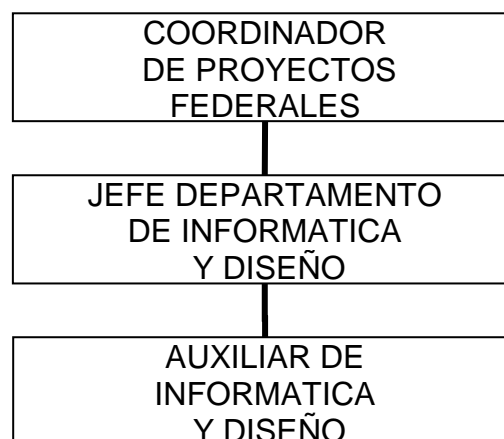 COORDINADOR
DE PROYECTOS
FEDERALES
JEFE DEPARTAMENTO
DE INFORMATICA
Y DISEÑO
AUXILIAR DE
INFORMATICA
Y DISEÑO